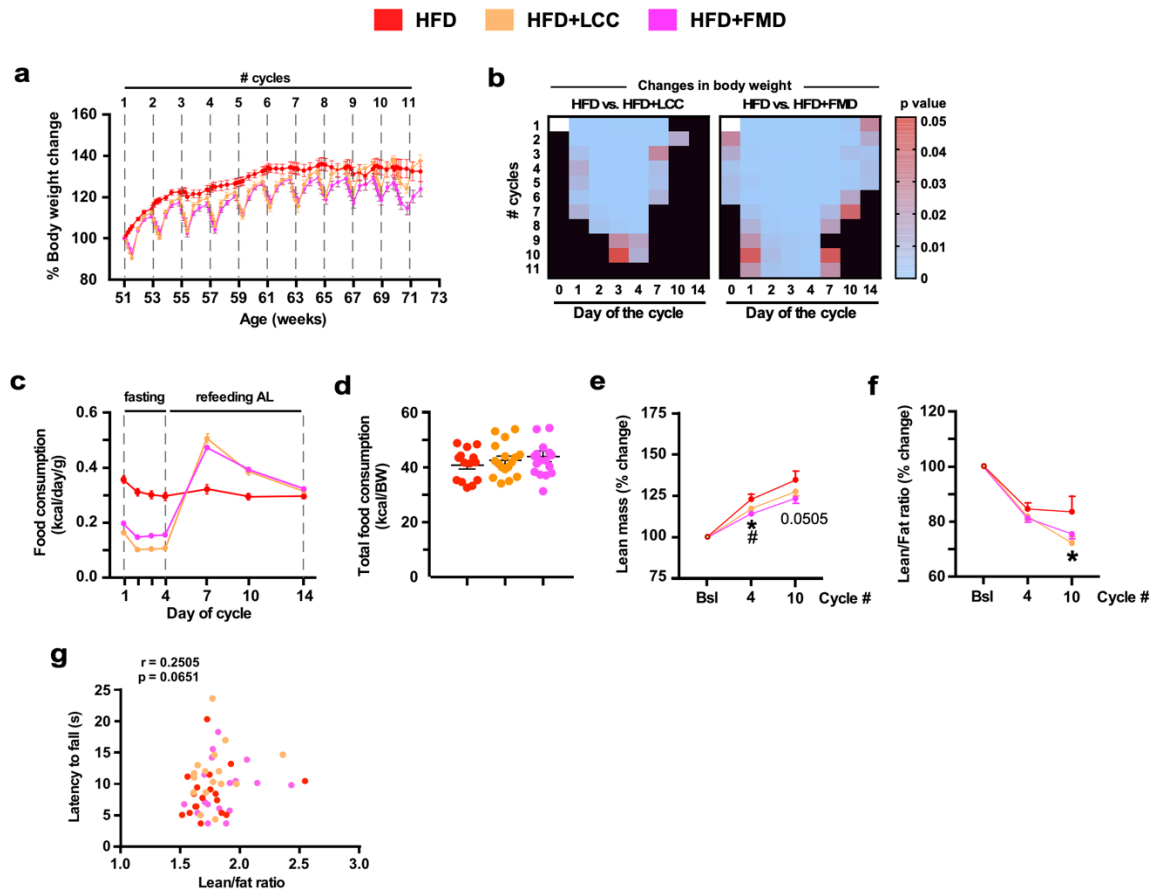 HFD HFD+LCC HFD+FMD
a
# cycles
1 2 3 4 5 6 7 8 9 10 11
% Body weight change
160
140
120
100
80
51 53 55 57 59 61 63 65 67 69 71 73
Age (weeks)
b
Changes in body weight
HFD vs. HFD+LCC HFD vs. HFD+FMD
p value
# cycles
1
2
3
4
5
7
8
9
10
11
0 1 2 3 4 7 10 14 0 1 2 3 4 7 10 14
Day of the cycle Day of the cycle
0.05
0.04
0.03
0.02
0.01
0
c
fasting refeeding AL
Food consumption
(kcal/day/g)
0.6
0.4
0.2
0.0
1 4 7 10 14
Day of cycle
d
Total food consumption
(kcal/BW)
60
40
20
0
e
Lean mass (% change)
175
150
125
100
75
*
#
0.0505
Bsl 4 10 Cycle #
f
Lean/Fat ratio (% change)
120
100
80
60
*
Bsl 4 10 Cycle #
g
r = 0.2505
p = 0.0651
Latency to fall (s)
25
20
15
10
5
0
1.0 1.5 2.0 2.5 3.0
Lean/fat ratio